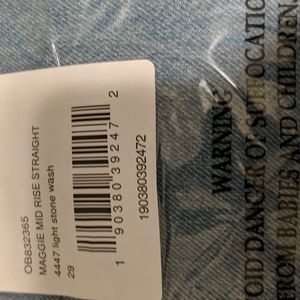 OB832365
MAGGIE MID RISE STRAIGHT
4447 light stone wash
29
1 90380 39247 2
190380392472
WARNING
OID DANGER OF SUFFOCATIO
FROM BABIES AND CHILDREN.